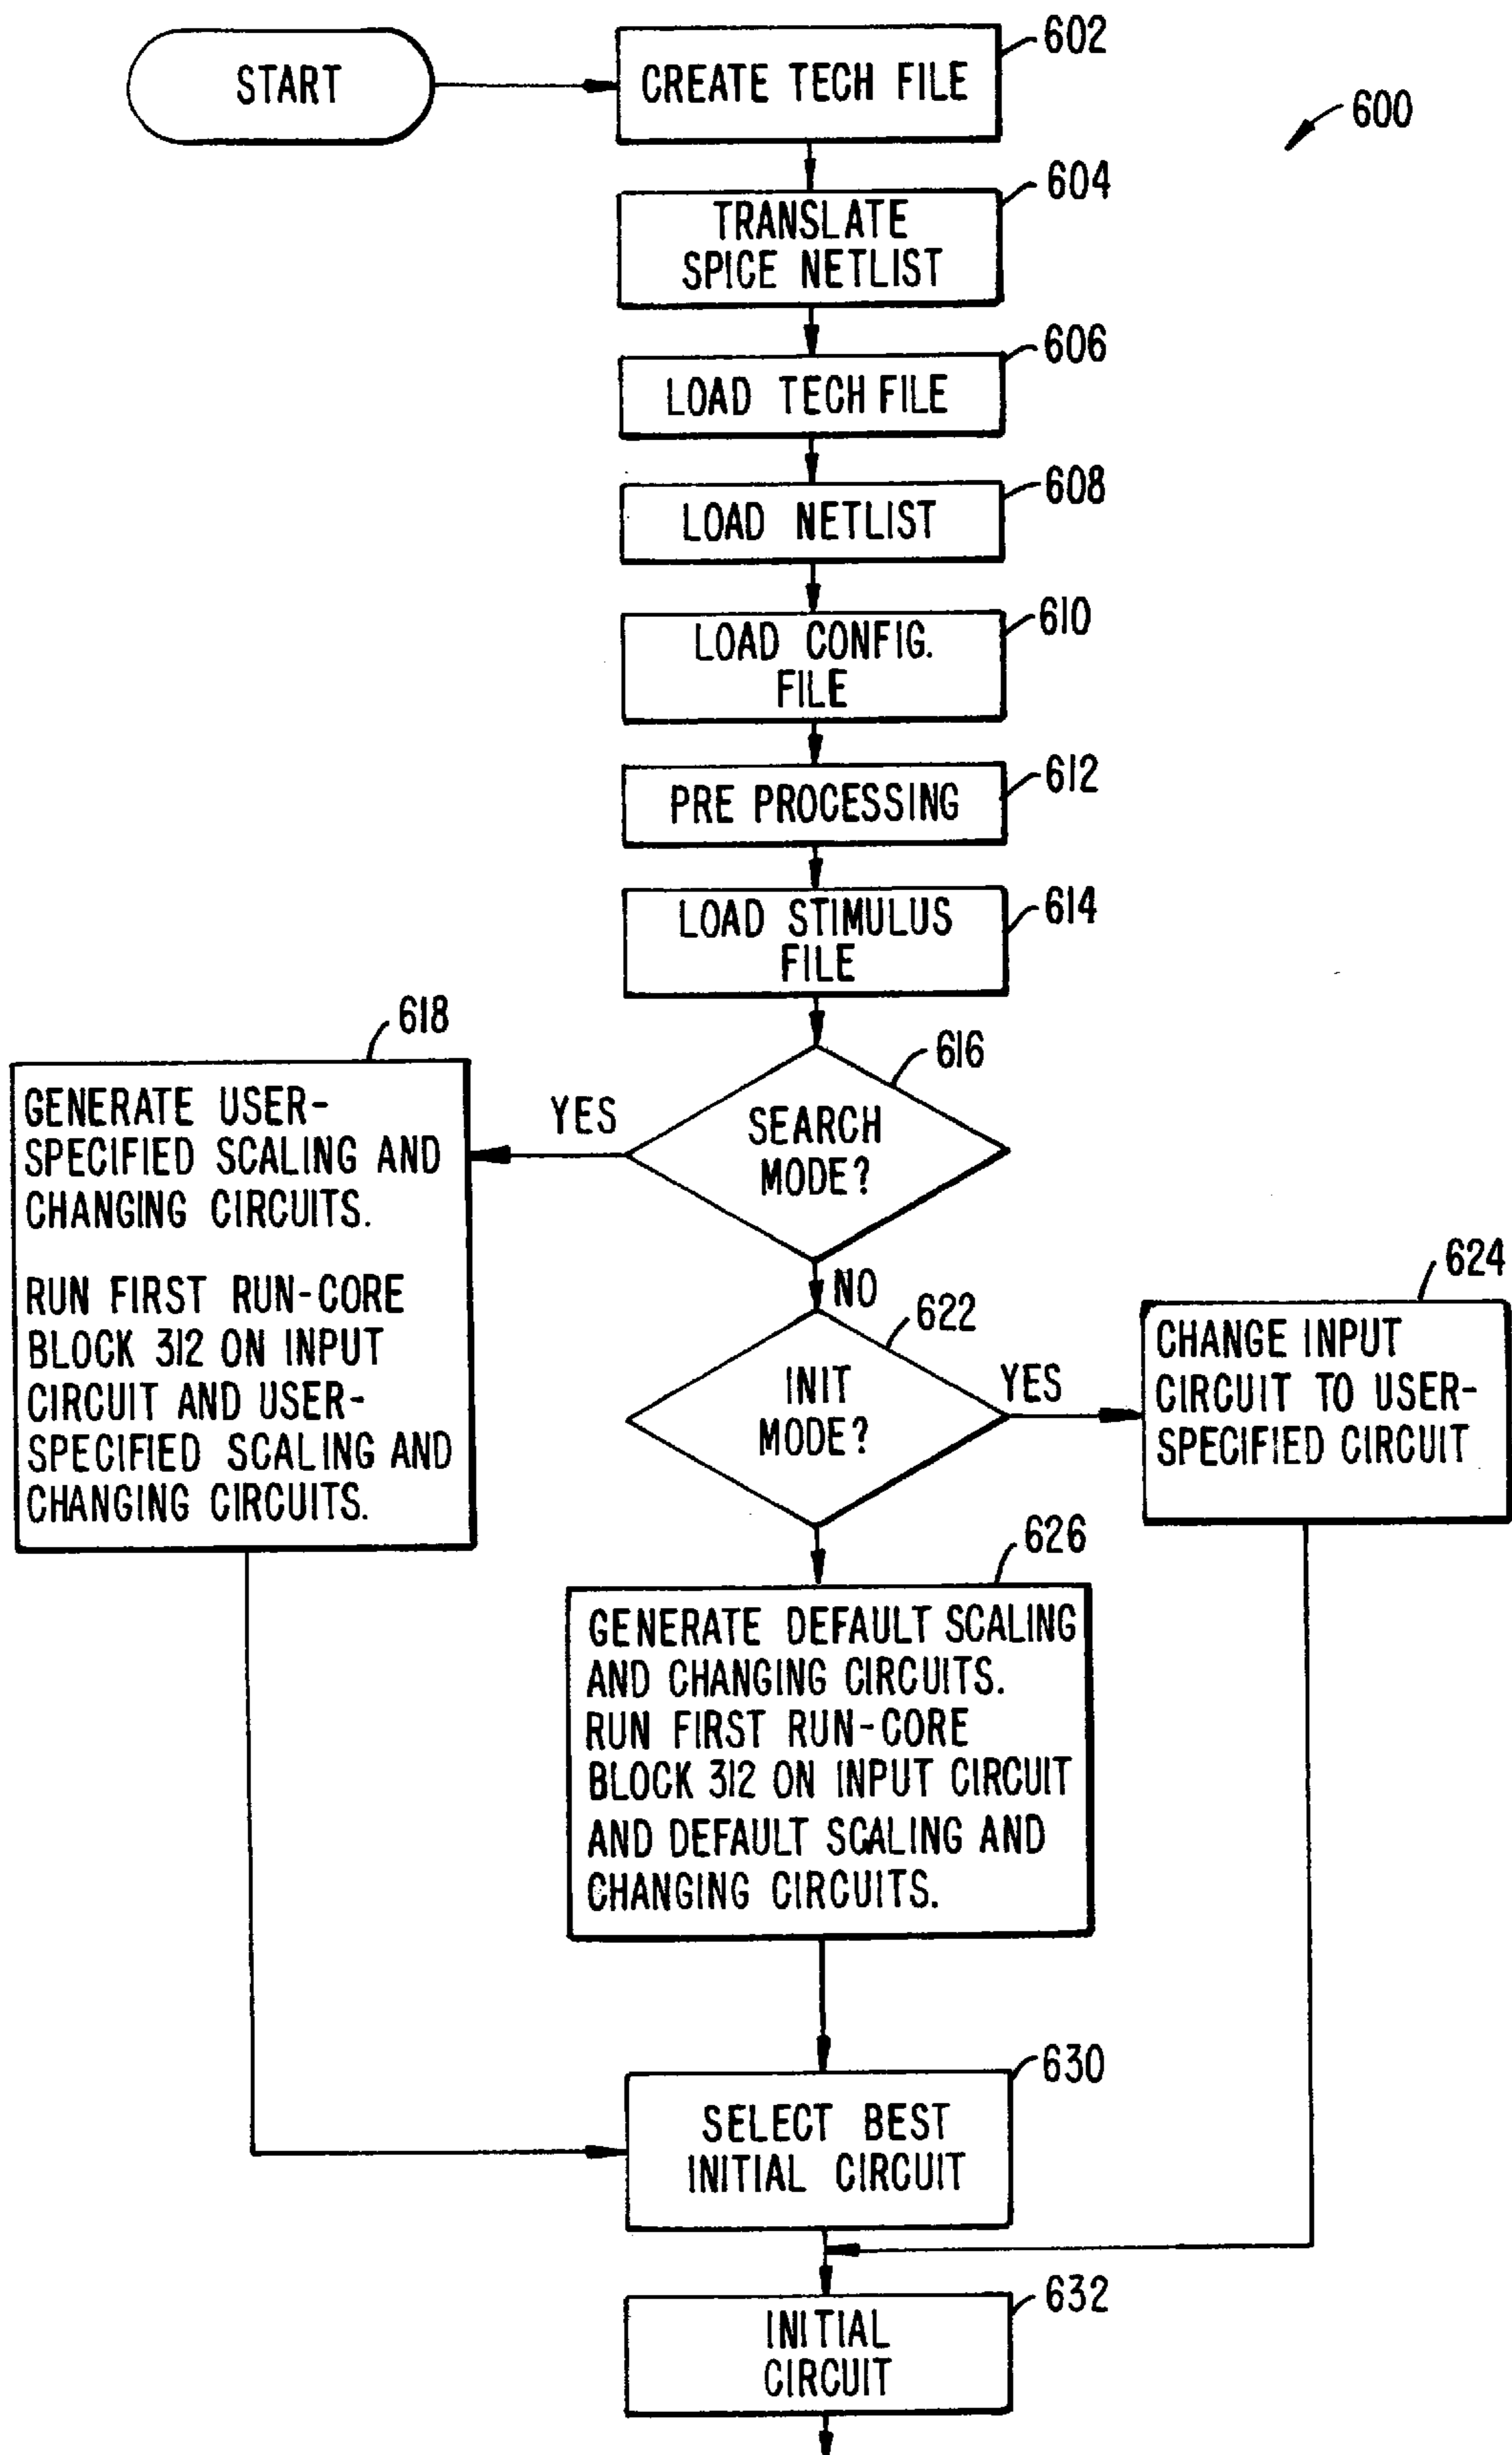 START
CREATE TECH FILE
602
600
TRANSLATE
SPICE NETLIST
604
LOAD TECH FILE
606
LOAD NETLIST
608
LOAD CONFIG.
FILE
610
PRE PROCESSING
612
LOAD STIMULUS
FILE
614
SEARCH
MODE?
616
YES
NO
618
GENERATE USER-
SPECIFIED SCALING AND
CHANGING CIRCUITS.
RUN FIRST RUN-CORE
BLOCK 312 ON INPUT
CIRCUIT AND USER-
SPECIFIED SCALING AND
CHANGING CIRCUITS.
INIT
MODE?
622
YES
624
CHANGE INPUT
CIRCUIT TO USER-
SPECIFIED CIRCUIT
626
GENERATE DEFAULT SCALING
AND CHANGING CIRCUITS.
RUN FIRST RUN-CORE
BLOCK 312 ON INPUT CIRCUIT
AND DEFAULT SCALING AND
CHANGING CIRCUITS.
630
SELECT BEST
INITIAL CIRCUIT
632
INITIAL
CIRCUIT